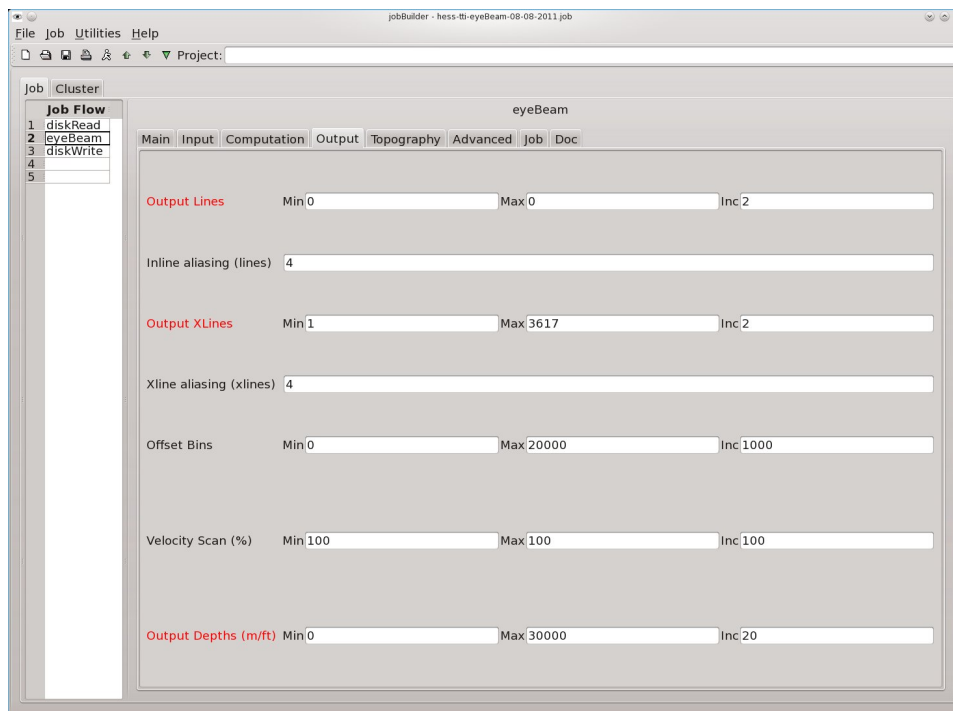 jobBuilder - hess-tti-eyeBeam-08-08-2011.job
File Job Utilities Help
Project:
Job Cluster
Job Flow
1 diskRead
2 eyeBeam
3 diskWrite
4
5
eyeBeam
Main Input Computation Output Topography Advanced Job Doc
Output Lines Min 0 Max 0 Inc 2
Inline aliasing (lines) 4
Output XLines Min 1 Max 3617 Inc 2
Xline aliasing (xlines) 4
Offset Bins Min 0 Max 20000 Inc 1000
Velocity Scan (%) Min 100 Max 100 Inc 100
Output Depths (m/ft) Min 0 Max 30000 Inc 20